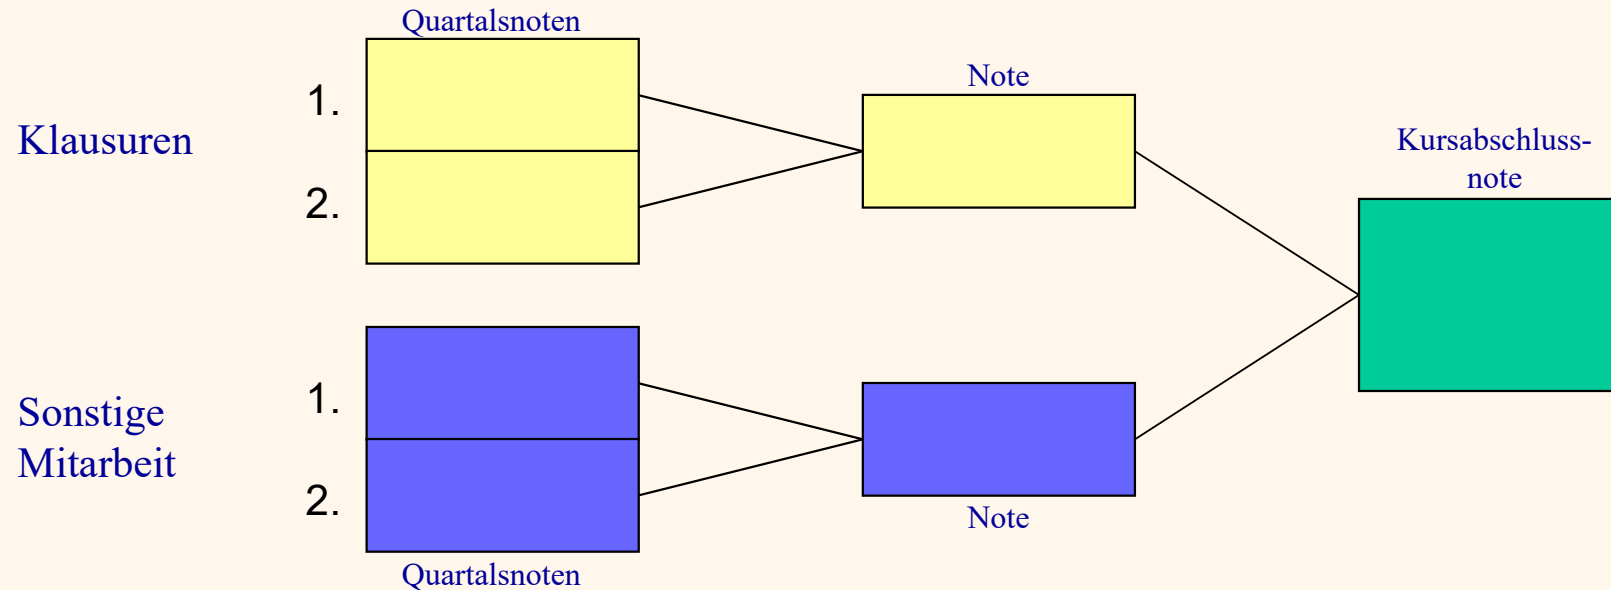 Quartalsnoten
Klausuren
1.
2.
Note
Kursabschluss-
note
Sonstige
Mitarbeit
1.
2.
Note
Quartalsnoten